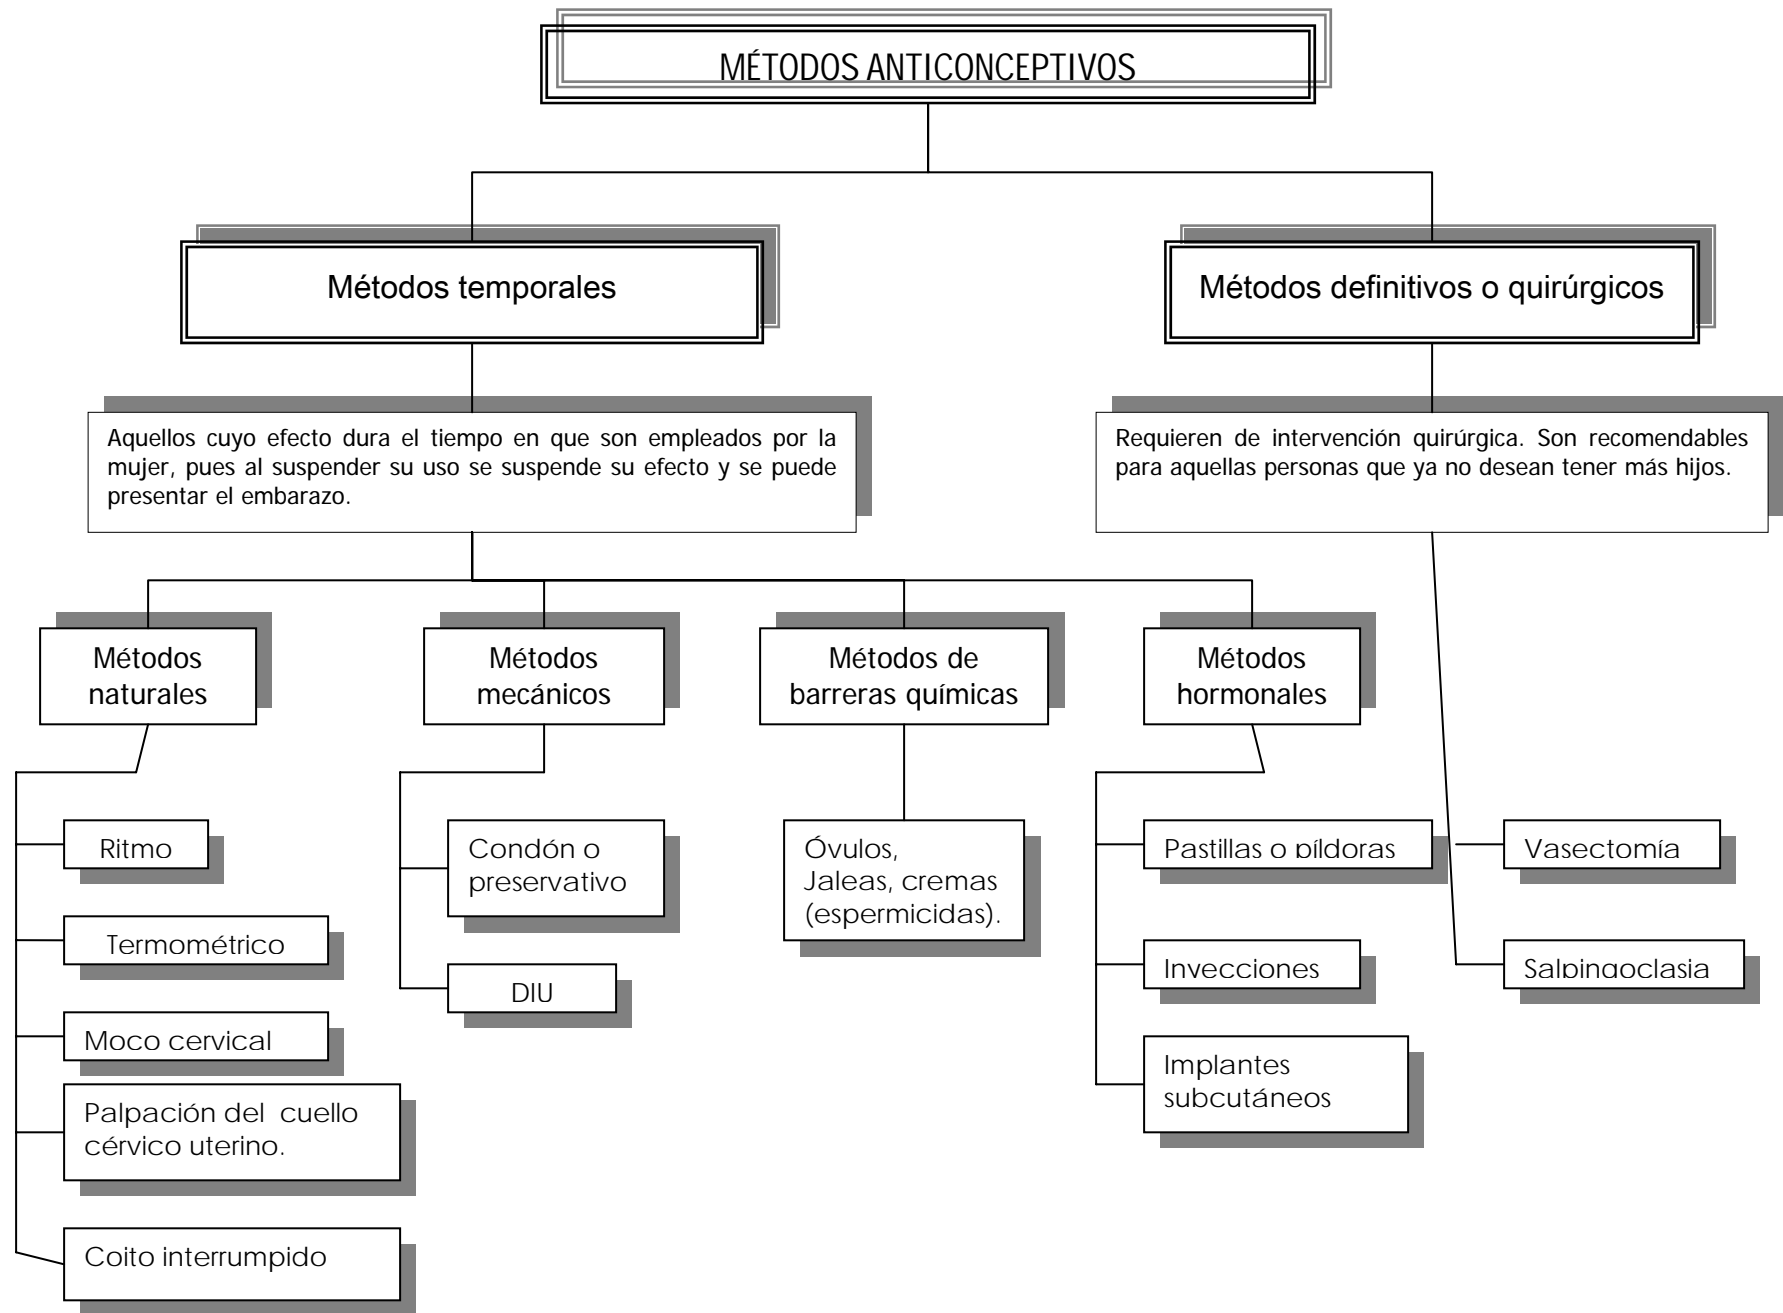 MÉTODOS ANTICONCEPTIVOS
Métodos temporales
Métodos definitivos o quirúrgicos
Aquellos cuyo efecto dura el tiempo en que son empleados por la
mujer, pues al suspender su uso se suspende su efecto y se puede
presentar el embarazo.
Requieren de intervención quirúrgica. Son recomendables
para aquellas personas que ya no desean tener más hijos.
Métodos
naturales
Métodos
mecánicos
Métodos de
barreras químicas
Métodos
hormonales
Ritmo
Termométrico
Moco cervical
Palpación del cuello
cérvico uterino.
Coito interrumpido
Condón o
preservativo
DIU
Óvulos,
Jaleas, cremas
(espermicidas).
Pastillas o píldoras
Inyecciones
Implantes
subcutáneos
Vasectomía
Salpingoclasia